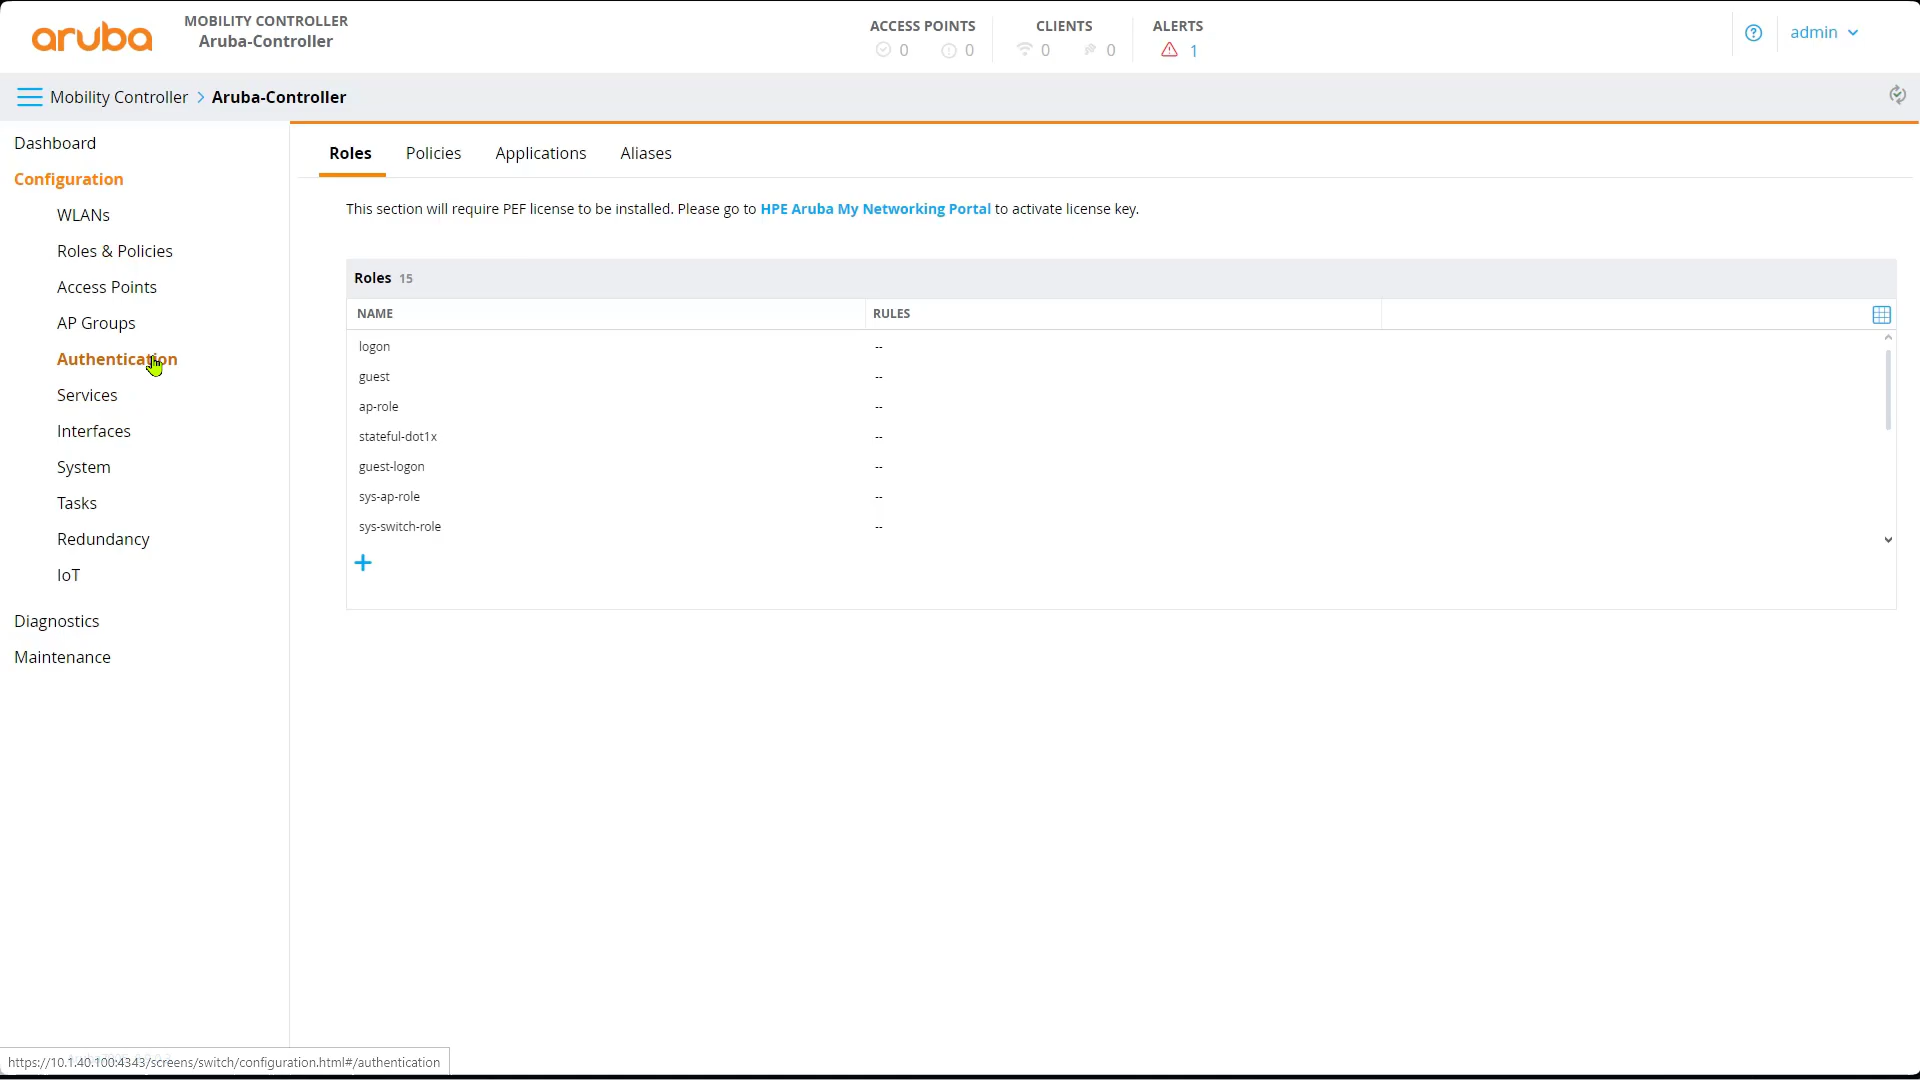 aruba
MOBILITY CONTROLLER
Aruba-Controller
ACCESS POINTS
0 0
CLIENTS
0 0
ALERTS
1
admin
Mobility Controller > Aruba-Controller
Dashboard
Configuration
WLANs
Roles & Policies
Access Points
AP Groups
Authentication
Services
Interfaces
System
Tasks
Redundancy
IoT
Diagnostics
Maintenance
Roles Policies Applications Aliases
This section will require PEF license to be installed. Please go to HPE Aruba My Networking Portal to activate license key.
Roles 15
NAME RULES
logon --
guest --
ap-role --
stateful-dot1x --
guest-logon --
sys-ap-role --
sys-switch-role --
https://10.1.40.100:4343/screens/switch/configuration.html#/authentication